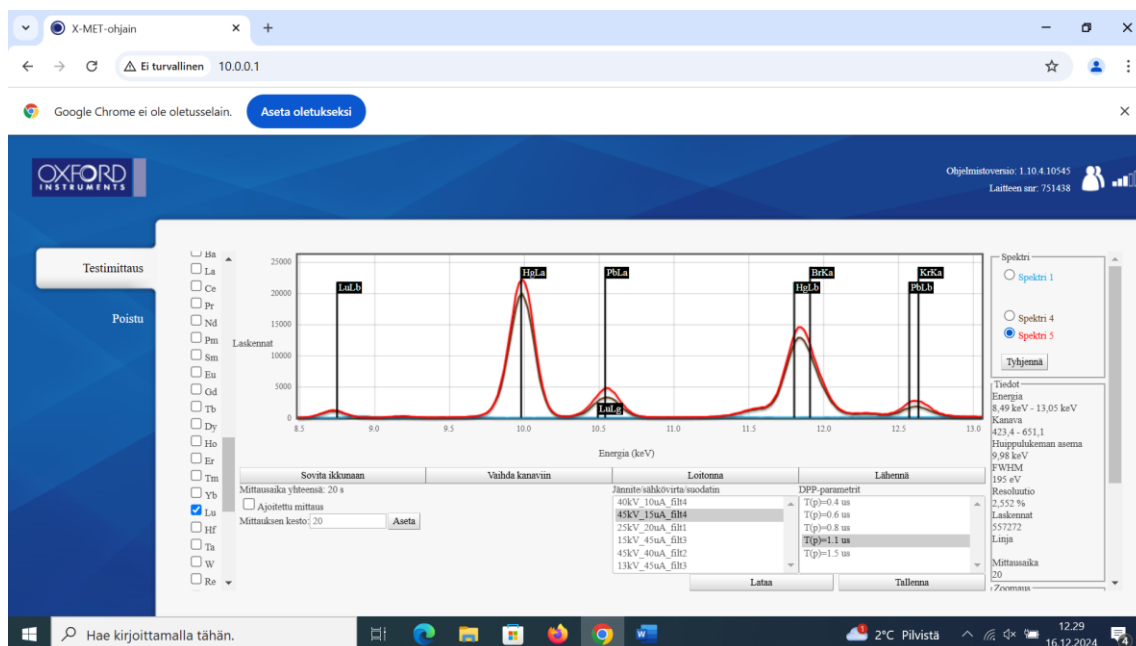 X-MET-ohjain
Ei turvallinen 10.0.0.1
Google Chrome ei ole oletusselain. Aseta oletukseksi
OXFORD
INSTRUMENTS
Ohjelmistoversio: 1.10.4.10545
Laitteen snr: 751438
Testimittaus
Poistu
Ba
La
Ce
Pr
Nd
Pm
Sm
Eu
Gd
Tb
Dy
Ho
Er
Tm
Yb
Lu
Hf
Ta
W
Re
Laskennat
25000
20000
15000
10000
5000
0
LuLb
HgLa
PbLa
LuLg
BrKa
HgLb
KrKa
PbLb
8.5 9.0 9.5 10.0 10.5 11.0 11.5 12.0 12.5 13.0
Energia (keV)
Sovita ikkunaan Vaihda kanaviin Loitonna Lähennä
Mittausaika yhteensä: 20 s
Ajoitettu mittaus
Mittauksen kesto: 20 Aseta
Jännite/sähkövirta/suodatin
40kV_10uA_filt4
45kV_15uA_filt4
25kV_20uA_filt1
15kV_45uA_filt3
45kV_40uA_filt2
13kV_45uA_filt3
DPP-parametrit
T(p)=0.4 us
T(p)=0.6 us
T(p)=0.8 us
T(p)=1.1 us
T(p)=1.5 us
Lataa Tallenna
Spektri
Spektri 1
Spektri 4
Spektri 5
Tyhjennä
Tiedot
Energia
8,49 keV - 13,05 keV
Kanava
423,4 - 651,1
Huippulukeman asema
9,98 keV
FWHM
195 eV
Resoluutio
2,552 %
Laskennat
557272
Linja
Mittausaika
20
Zoomaus
Hae kirjoittamalla tähän.
2°C Pilvistä
12.29
16.12.2024
4